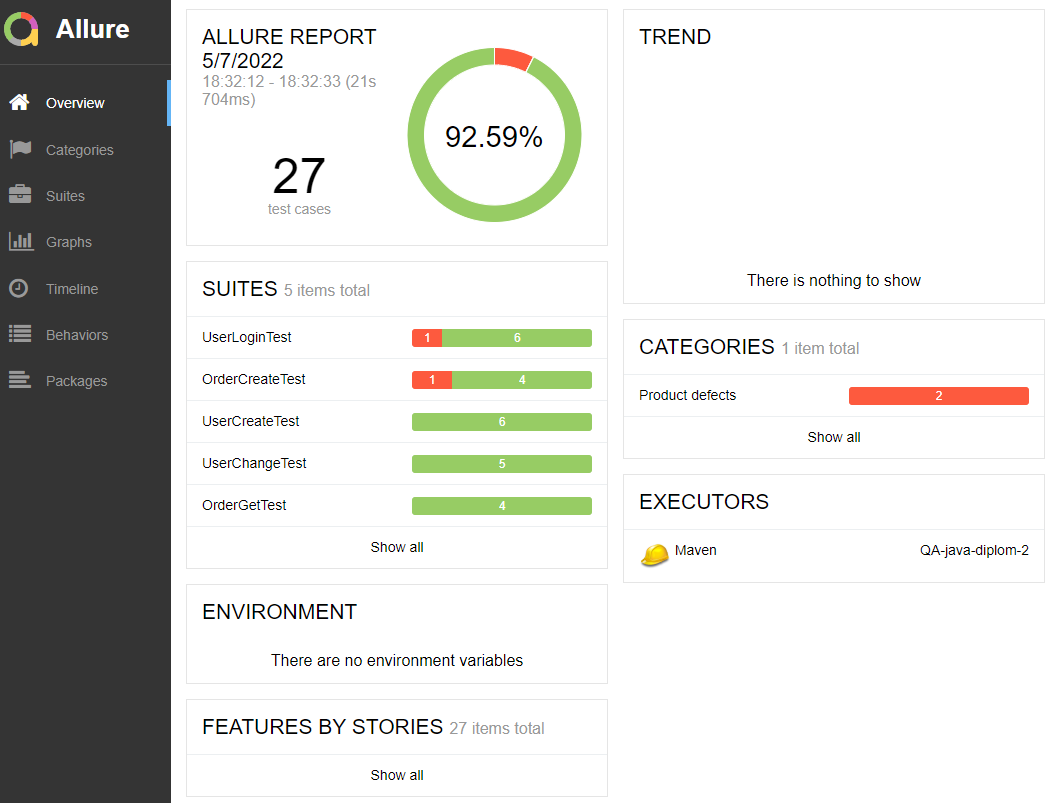 Allure
Overview
Categories
Suites
Graphs
Timeline
Behaviors
Packages
ALLURE REPORT
5/7/2022
18:32:12 - 18:32:33 (21s
704ms)
27
test cases
92.59%
SUITES 5 items total
UserLoginTest 1 6
OrderCreateTest 1 4
UserCreateTest 6
UserChangeTest 5
OrderGetTest 4
Show all
ENVIRONMENT
There are no environment variables
FEATURES BY STORIES 27 items total
Show all
TREND
There is nothing to show
CATEGORIES 1 item total
Product defects 2
Show all
EXECUTORS
Maven QA-java-diplom-2